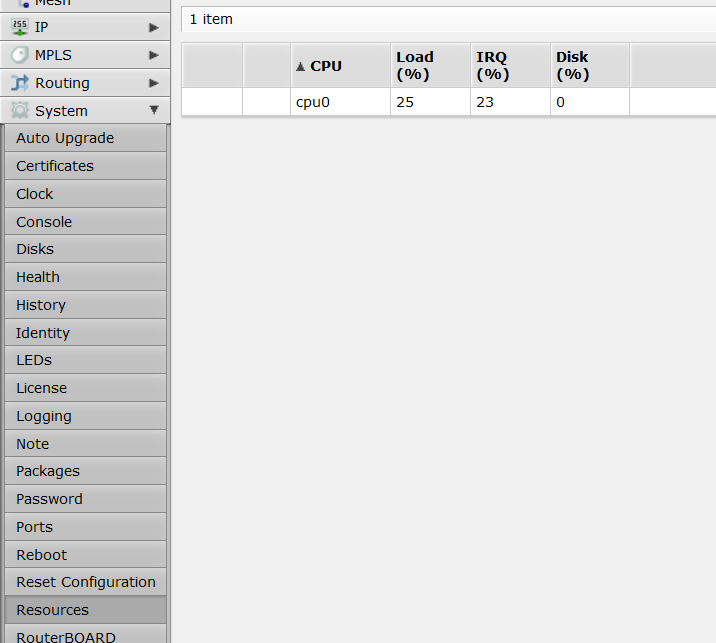 Mesh
255
IP
MPLS
Routing
System
Auto Upgrade
Certificates
Clock
Console
Disks
Health
History
Identity
LEDs
License
Logging
Note
Packages
Password
Ports
Reboot
Reset Configuration
Resources
RouterBOARD
1 item
CPU Load (%) IRQ (%) Disk (%)
cpu0 25 23 0